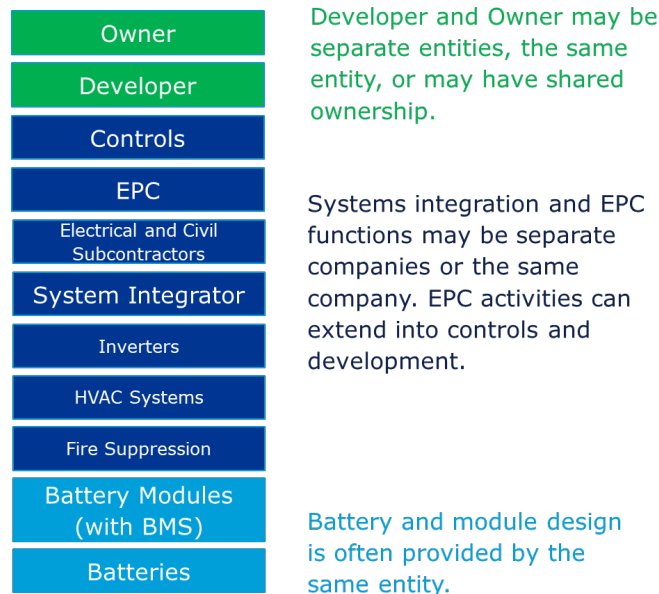 Owner
Developer
Developer and Owner may be
separate entities, the same
entity, or may have shared
ownership.
Controls
EPC
Electrical and Civil
Subcontractors
System Integrator
Inverters
HVAC Systems
Fire Suppression
Systems integration and EPC
functions may be separate
companies or the same
company. EPC activities can
extend into controls and
development.
Battery Modules
(with BMS)
Batteries
Battery and module design
is often provided by the
same entity.